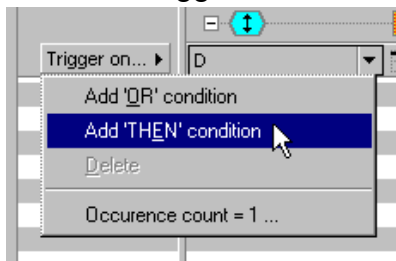 Trigger on...
D
Add 'OR' condition
Add 'THEN' condition
Delete
Occurence count = 1 ...